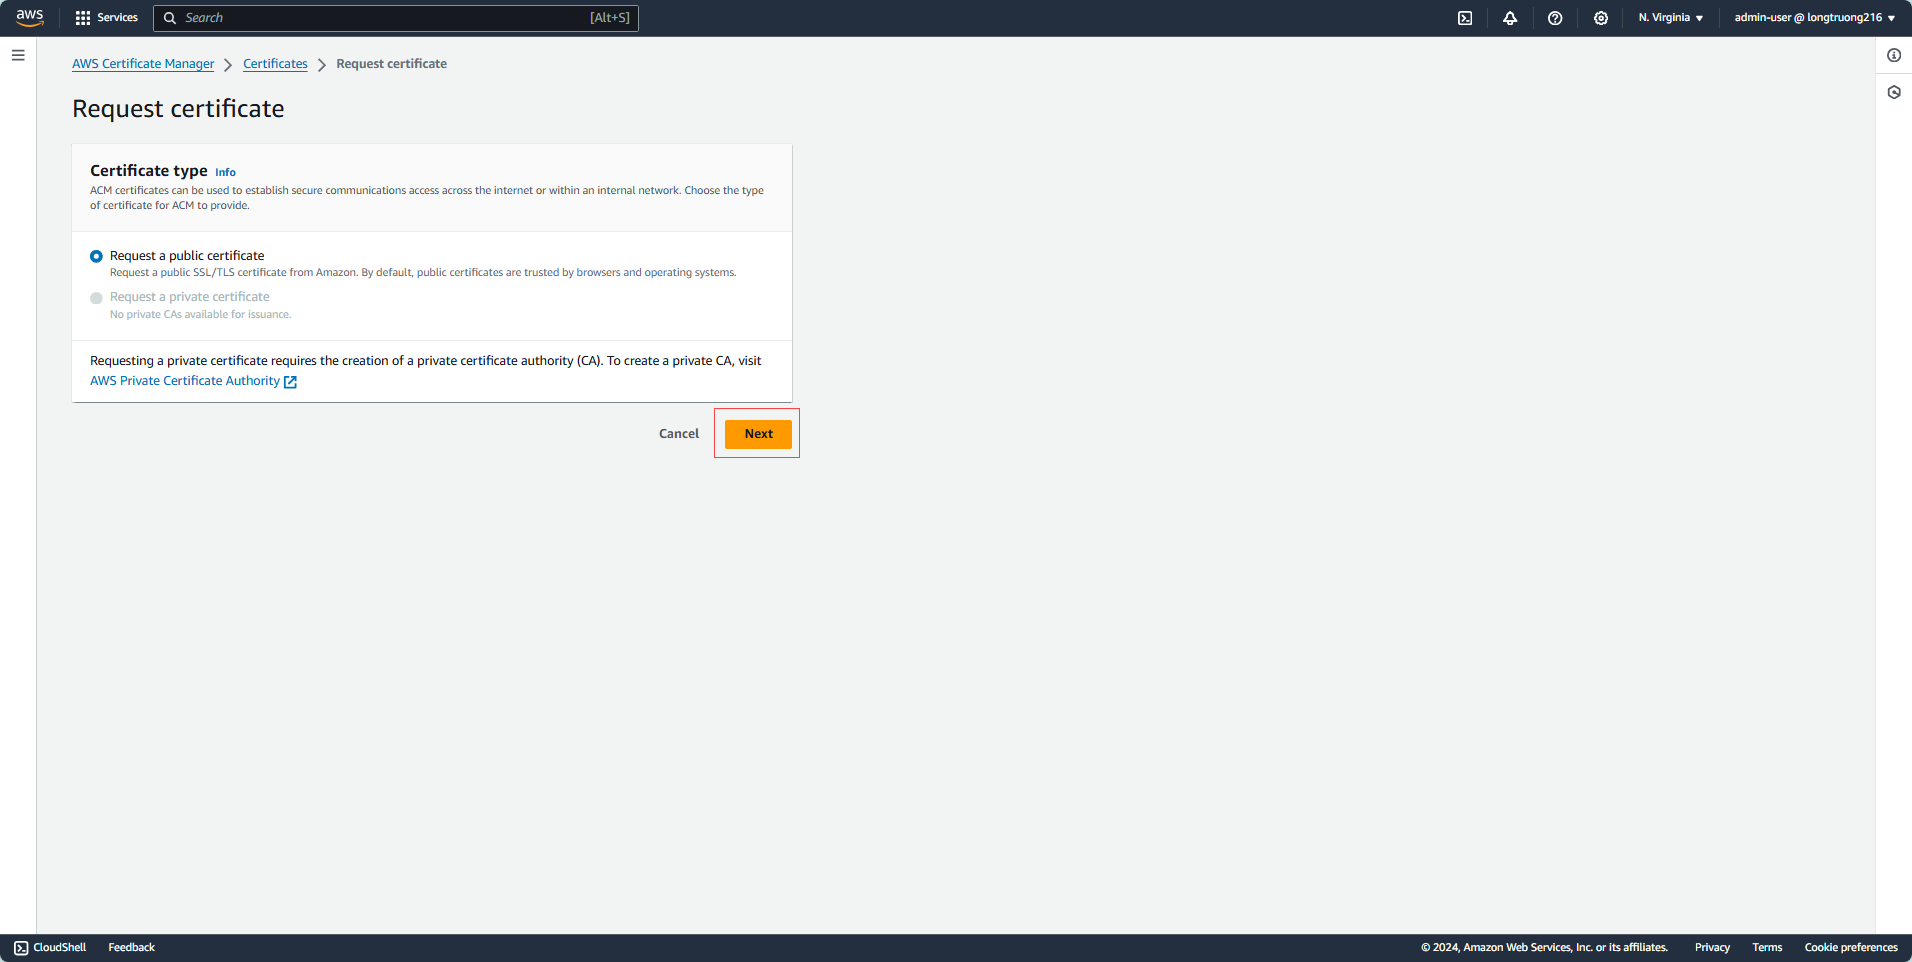 aws Services Search [Alt+S] N. Virginia admin-user @ longtruong216
AWS Certificate Manager Certificates Request certificate
Request certificate
Certificate type Info
ACM certificates can be used to establish secure communications access across the internet or within an internal network. Choose the type
of certificate for ACM to provide.
Request a public certificate
Request a public SSL/TLS certificate from Amazon. By default, public certificates are trusted by browsers and operating systems.
Request a private certificate
No private CAs available for issuance.
Requesting a private certificate requires the creation of a private certificate authority (CA). To create a private CA, visit
AWS Private Certificate Authority
Cancel Next
CloudShell Feedback © 2024, Amazon Web Services, Inc. or its affiliates. Privacy Terms Cookie preferences